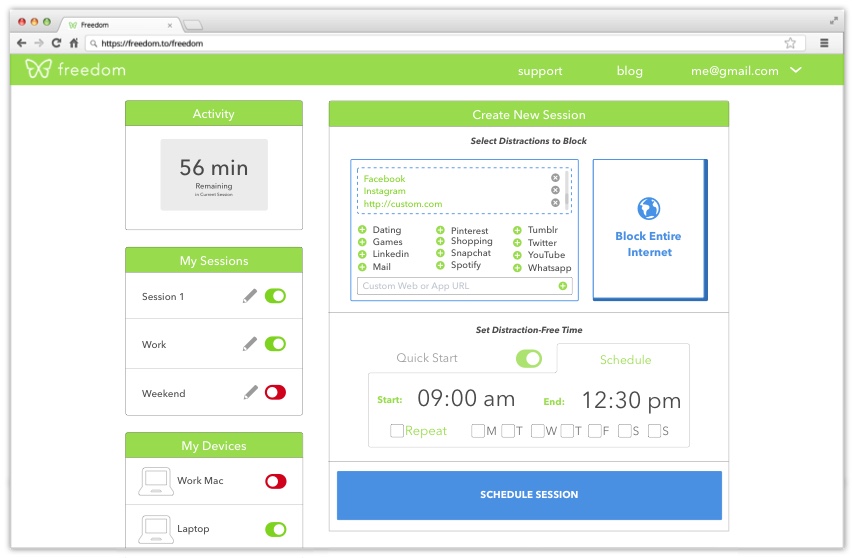 Freedom
https://freedom.to/freedom
freedom
support
blog
me@gmail.com
Activity
56 min
Remaining
in Current Session
My Sessions
Session 1
Work
Weekend
My Devices
Work Mac
Laptop
Create New Session
Select Distractions to Block
Facebook
Instagram
http://custom.com
Dating
Games
Linkedin
Mail
Pinterest
Shopping
Snapchat
Spotify
Tumblr
Twitter
YouTube
Whatsapp
Custom Web or App URL
Block Entire
Internet
Set Distraction-Free Time
Quick Start
Schedule
Start: 09:00 am
End: 12:30 pm
Repeat M T W T F S S
SCHEDULE SESSION